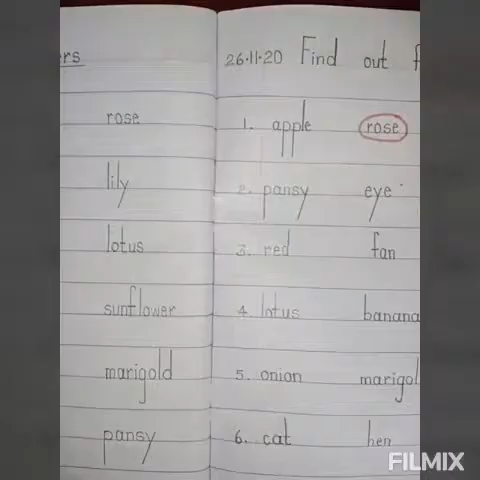 ers
rose
lily
lotus
sunflower
marigold
pansy
26.11.20 Find out f
1. apple rose
2. pansy eye
3. red fan
4. lotus banana
5. onion marigol
6. cat hen
FILMIX